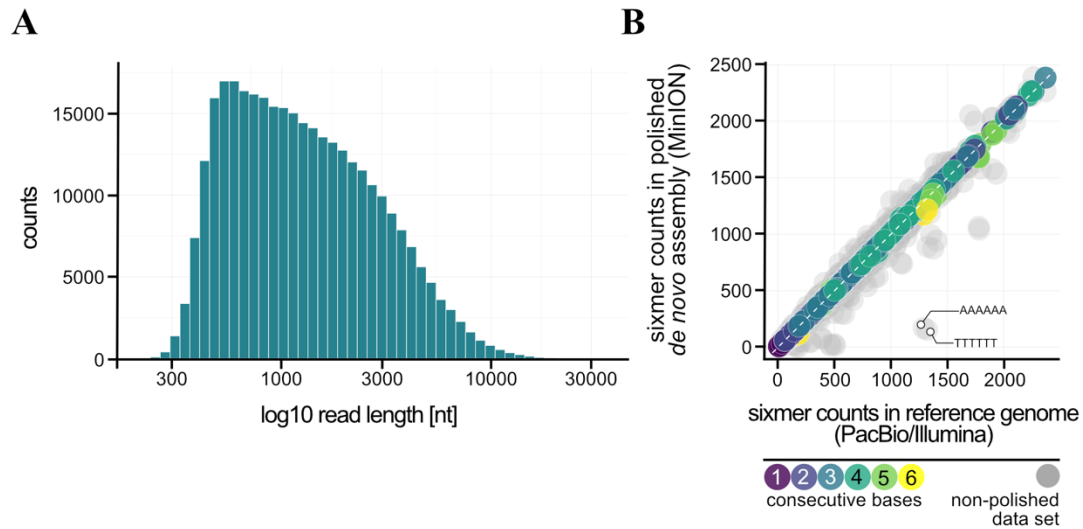 A
counts
15000
10000
5000
0
300
1000
3000
10000
30000
log10 read length [nt]
B
sixmer counts in polished
de novo assembly (MinION)
2500
2000
1500
1000
500
0
AAAAAA
TTTTTT
0
500
1000
1500
2000
sixmer counts in reference genome
(PacBio/Illumina)
1 2 3 4 5 6
consecutive bases
non-polished
data set